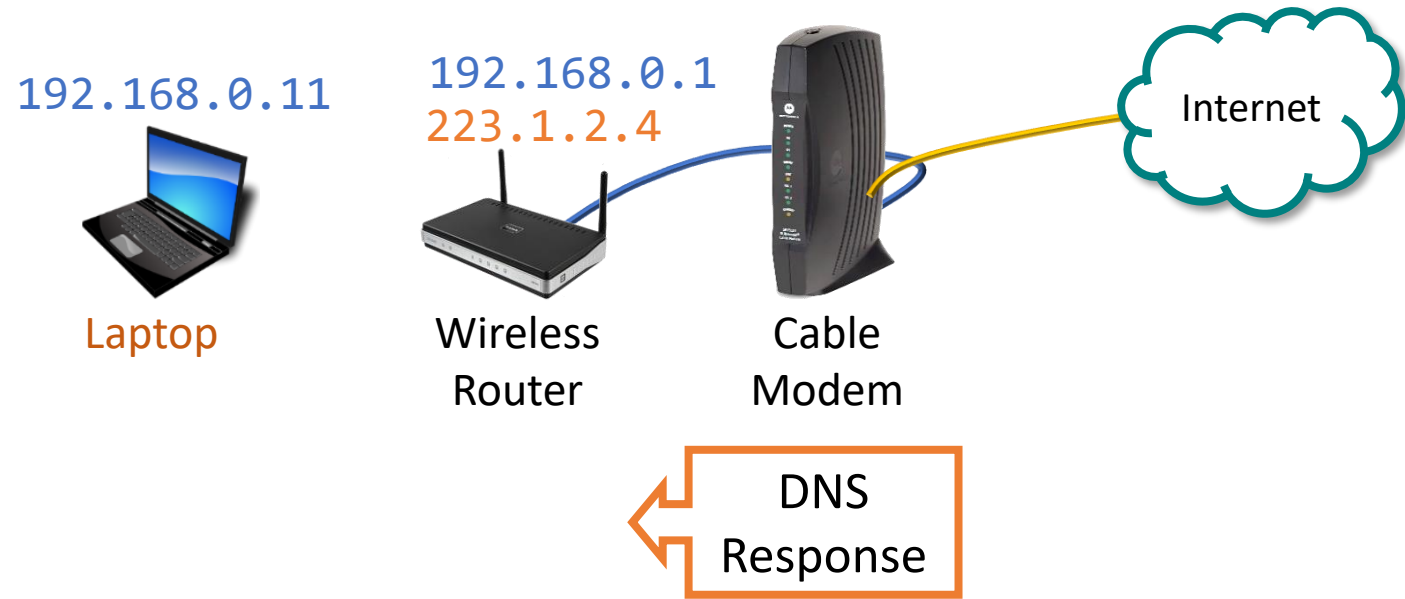 192.168.0.11
192.168.0.1
223.1.2.4
Internet
Laptop
Wireless
Router
Cable
Modem
DNS
Response